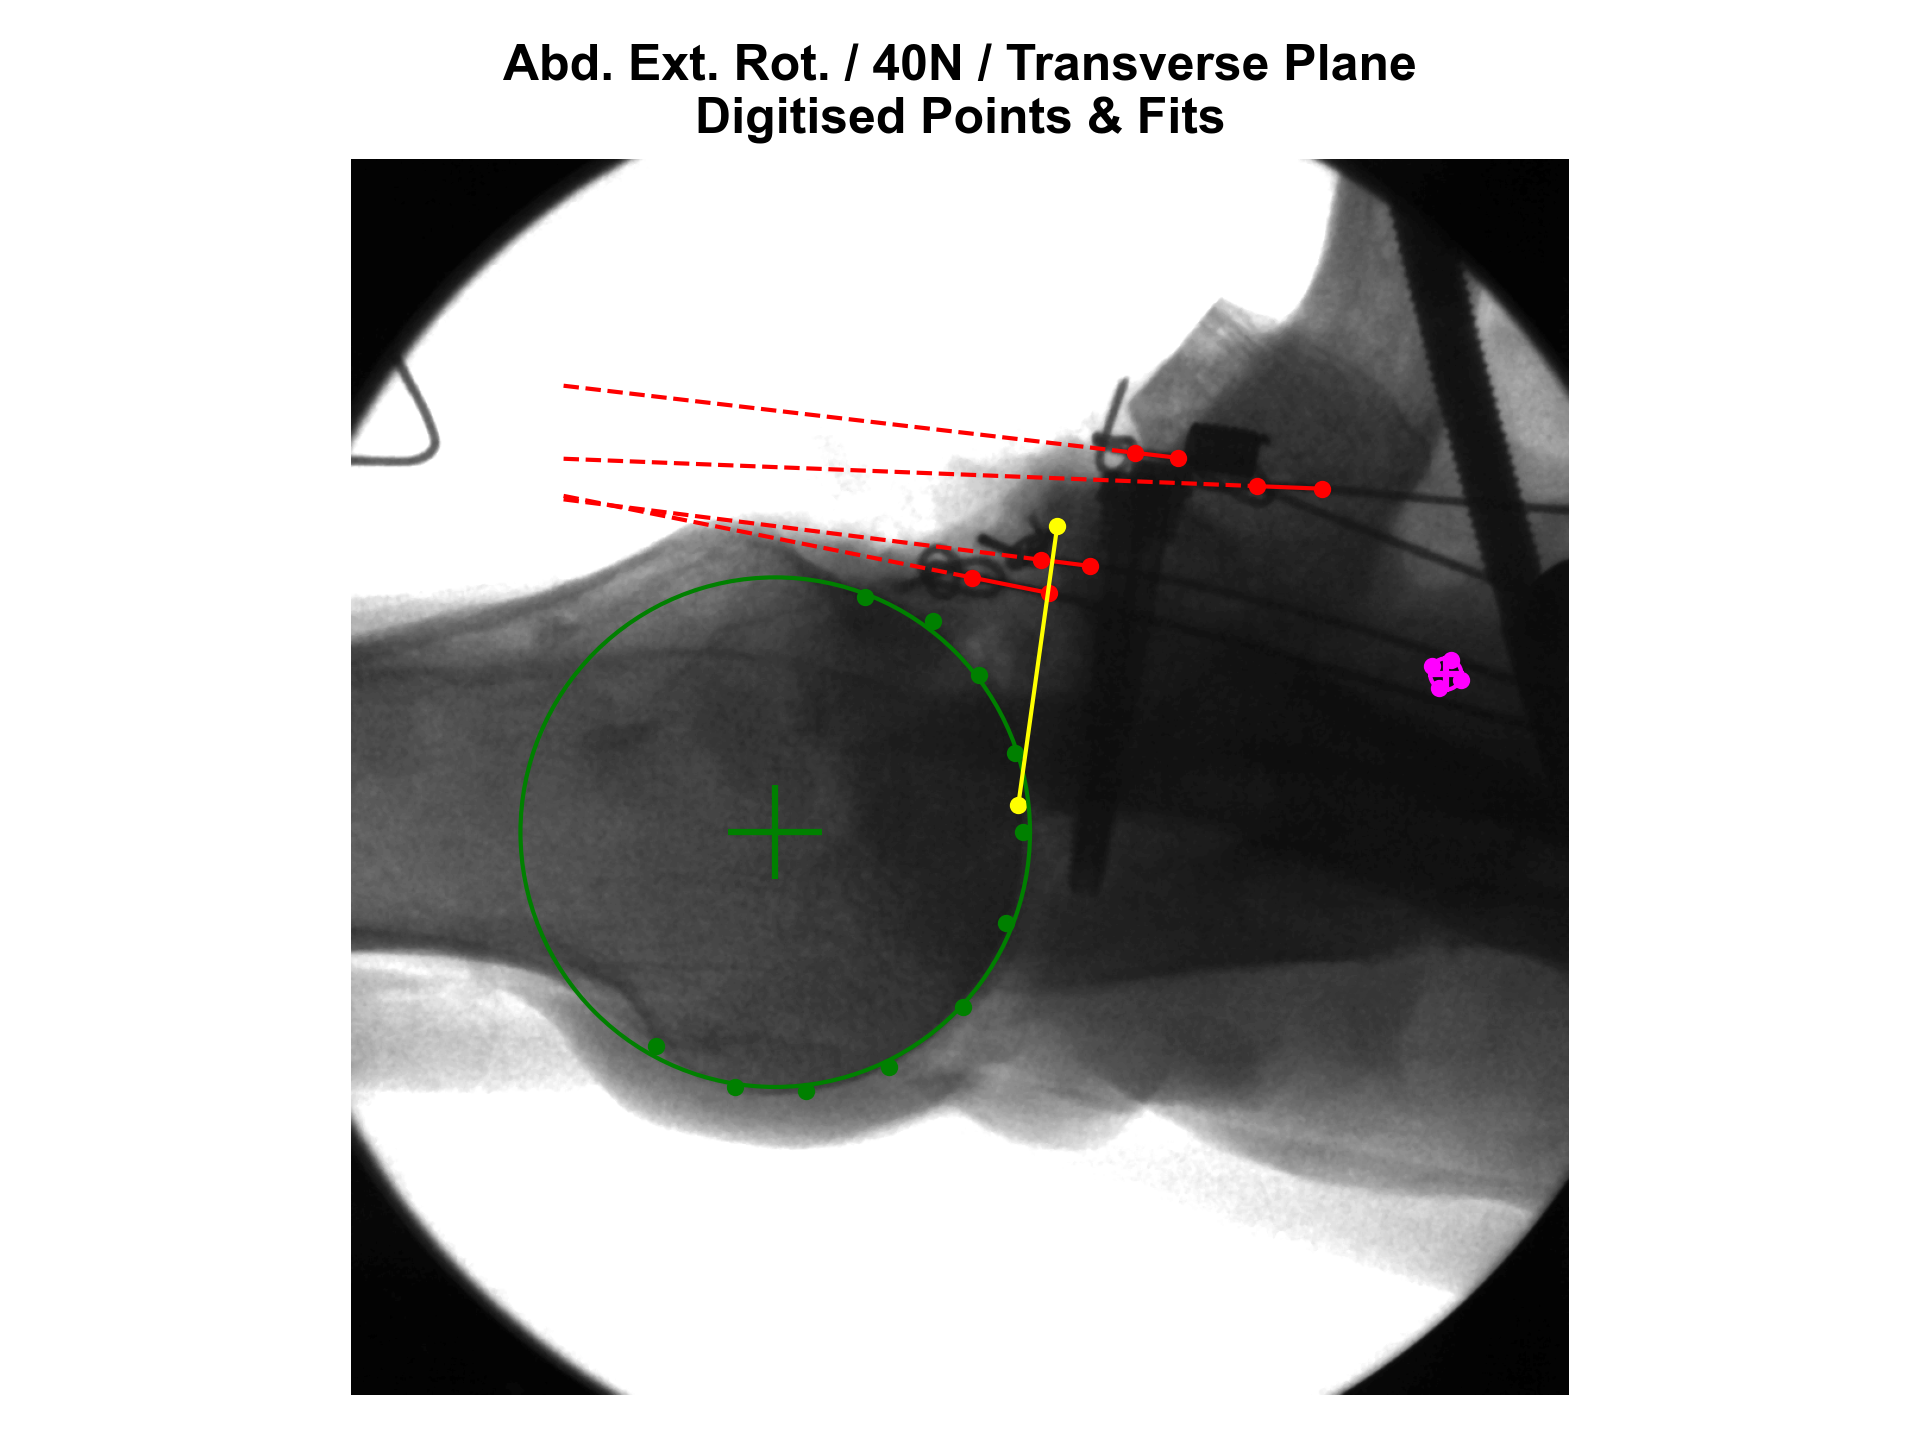 Abd. Ext. Rot. / 40N / Transverse Plane
Digitised Points & Fits